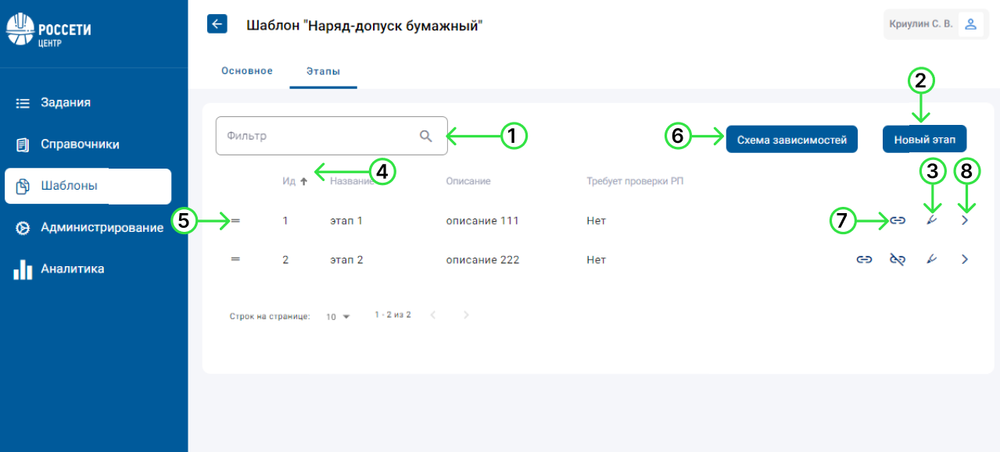 РОССЕТИ
ЦЕНТР
Задания
Справочники
Шаблоны
Администрирование
Аналитика
Шаблон "Наряд-допуск бумажный"
Криулин С. В.
Основное
Этапы
2
Фильтр
1
6
Схема зависимостей
Новый этап
4
3
8
Ид
Название
Описание
Требует проверки РП
5
1
этап 1
описание 111
Нет
7
2
этап 2
описание 222
Нет
Строк на странице:
10
1 - 2 из 2